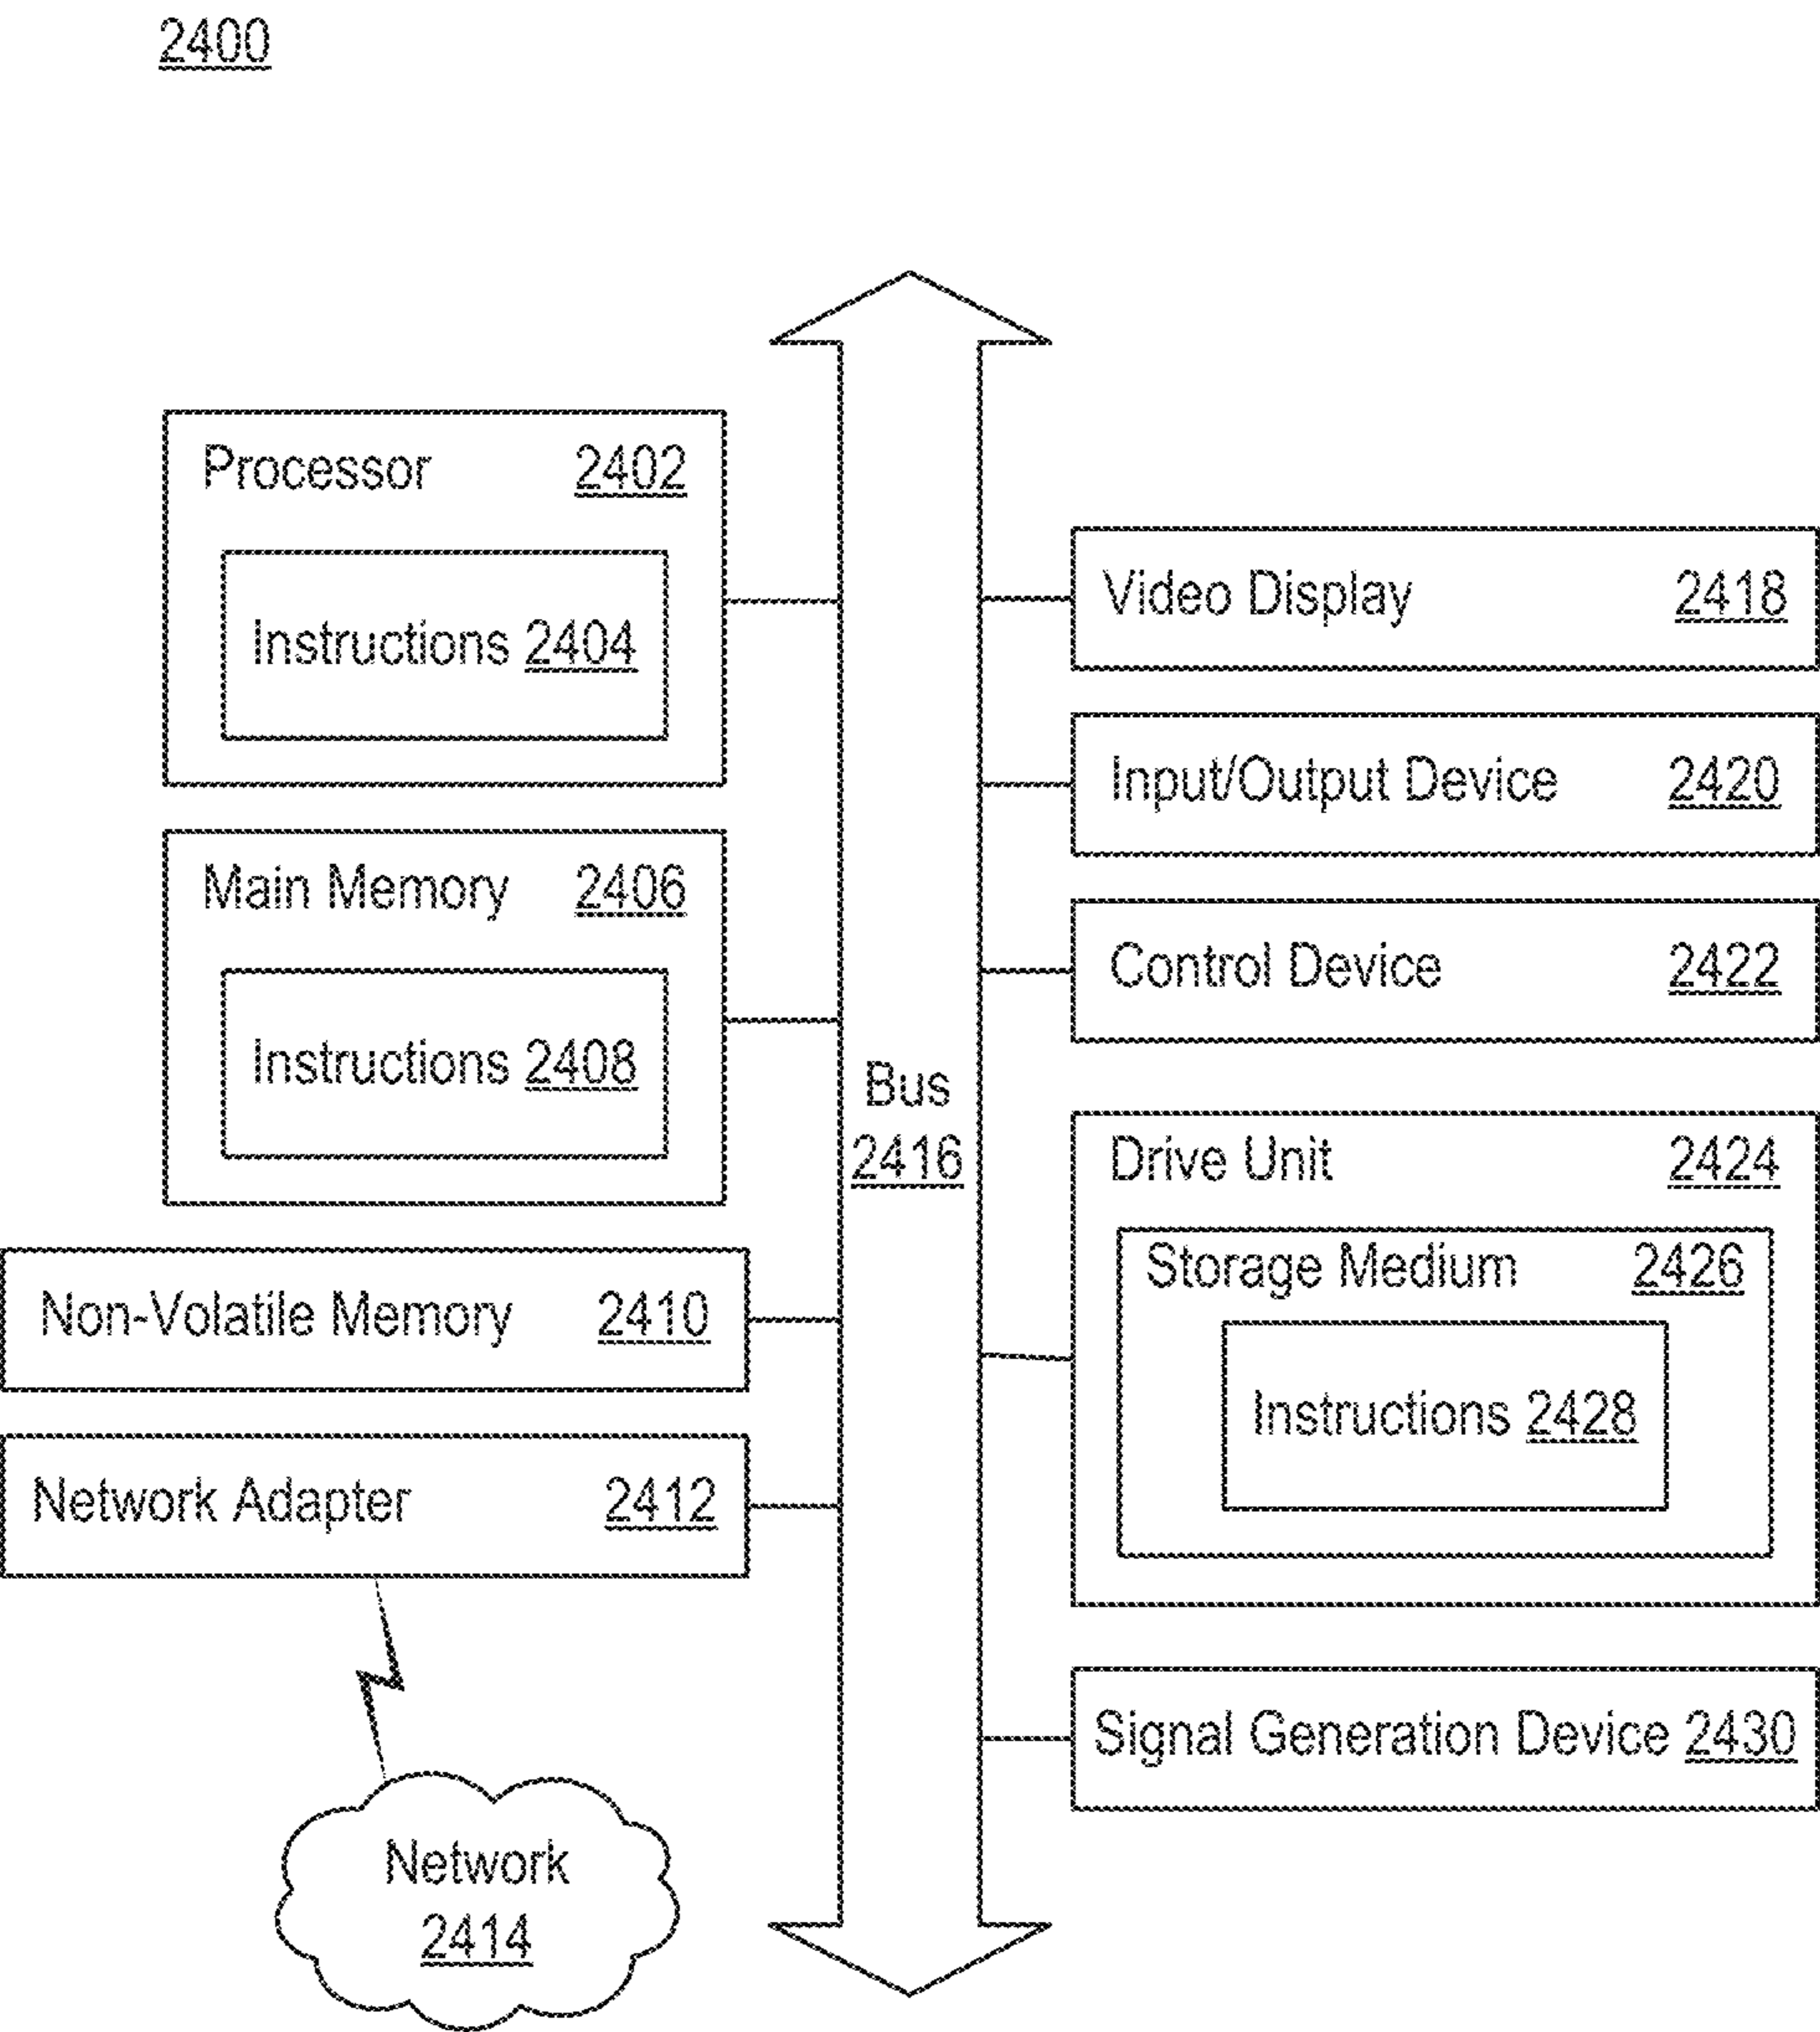 2400
Processor 2402
Instructions 2404
Main Memory 2406
Instructions 2408
Non-Volatile Memory 2410
Network Adapter 2412
Network
2414
Bus
2416
Video Display 2418
Input/Output Device 2420
Control Device 2422
Drive Unit 2424
Storage Medium 2426
Instructions 2428
Signal Generation Device 2430